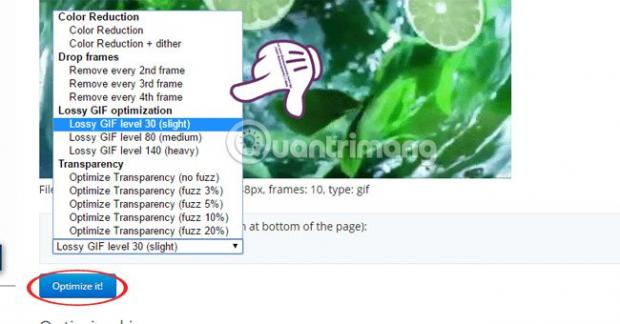 Color Reduction
Color Reduction
Color Reduction + dither
Drop frames
Remove every 2nd frame
Remove every 3rd frame
Remove every 4th frame
Lossy GIF optimization
Lossy GIF level 30 (slight)
Lossy GIF level 80 (medium)
Lossy GIF level 140 (heavy)
Transparency
Optimize Transparency (no fuzz)
Optimize Transparency (fuzz 3%)
Optimize Transparency (fuzz 5%)
Optimize Transparency (fuzz 10%)
Optimize Transparency (fuzz 20%)
Quantrimang
8px, frames: 10, type: gif
at bottom of the page):
Lossy GIF level 30 (slight)
Optimize it!